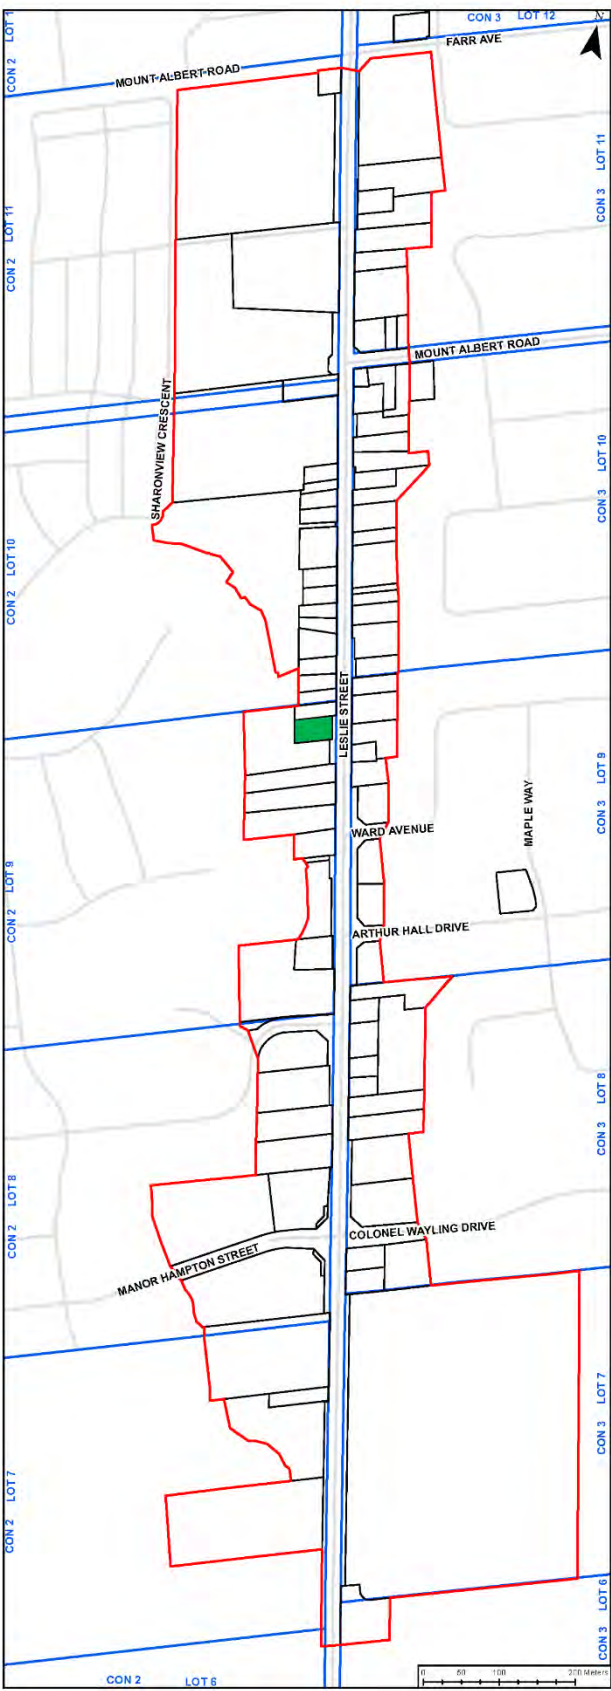 CON 3 LOT 12
N
CON 2 LOT 1
FARR AVE
MOUNT ALBERT ROAD
CON 3 LOT 11
CON 2 LOT 11
MOUNT ALBERT ROAD
SHARONVIEW CRESCENT
CON 3 LOT 10
CON 2 LOT 10
LESLIE STREET
CON 3 LOT 9
MAPLE WAY
WARD AVENUE
CON 2 LOT 9
ARTHUR HALL DRIVE
CON 3 LOT 8
CON 2 LOT 8
COLONEL WAYLING DRIVE
MANOR HAMPTON STREET
CON 3 LOT 7
CON 2 LOT 7
CON 3 LOT 6
CON 2 LOT 6
0 50 100 200 Meters